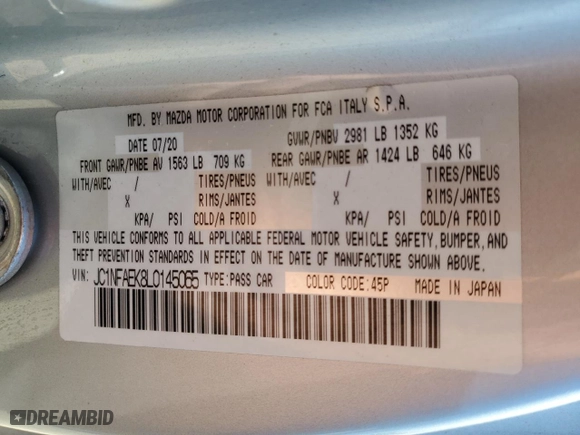 MFD. BY MAZDA MOTOR CORPORATION FOR FCA ITALY S.P.A.
DATE 07/20 GVWR/PNBV 2981 LB 1352 KG
FRONT GAWR/PNBE AV 1563 LB 709 KG REAR GAWR/PNBE AR 1424 LB 646 KG
WITH/AVEC / TIRES/PNEUS WITH/AVEC / TIRES/PNEUS
X RIMS/JANTES X RIMS/JANTES
KPA/ PSI COLD/A FROID KPA/ PSI COLD/A FROID
THIS VEHICLE CONFORMS TO ALL APPLICABLE FEDERAL MOTOR VEHICLE SAFETY, BUMPER, AND
THEFT PREVENTION STANDARDS IN EFFECT ON THE DATE OF MANUFACTURE SHOWN ABOVE.
VIN: JC1NFAEK8L0145065 TYPE: PASS CAR COLOR CODE: 45P MADE IN JAPAN
DREAMBID